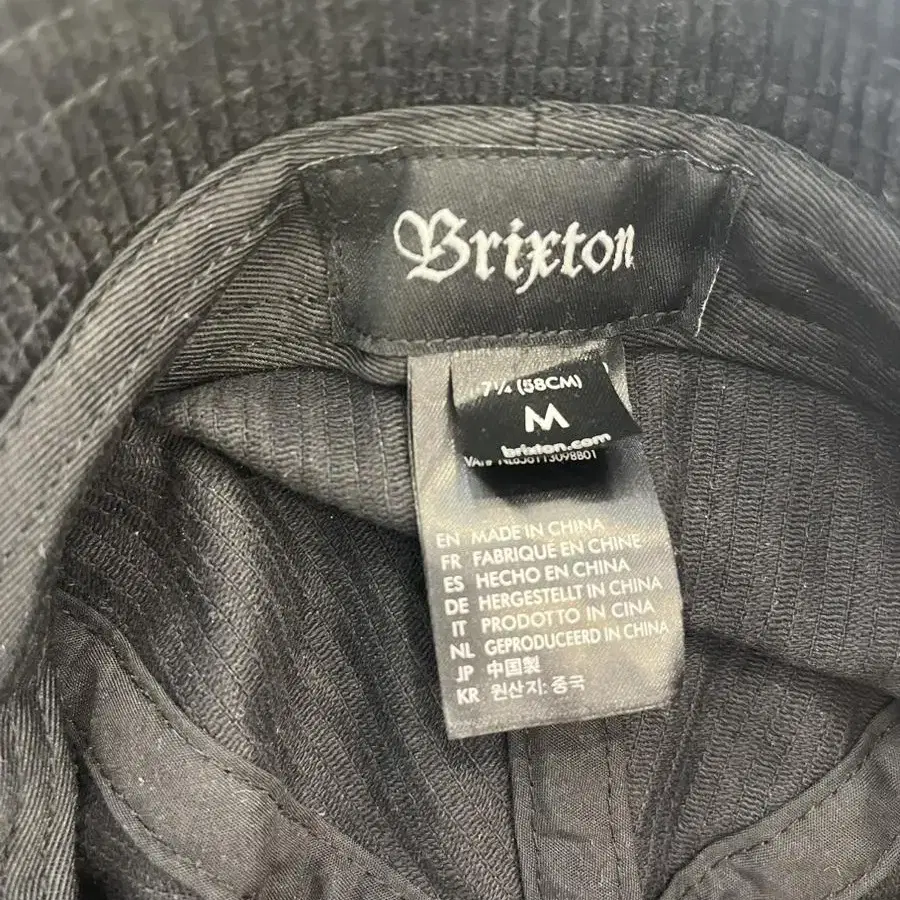 Brixton
7¼ (58CM)
M
brixton.com
EN MADE IN CHINA
FR FABRIQUÉ EN CHINE
ES HECHO EN CHINA
DE HERGESTELLT IN CHINA
IT PRODOTTO IN CINA
NL GEPRODUCEERD IN CHINA
JP 中国製
KR 원산지: 중국